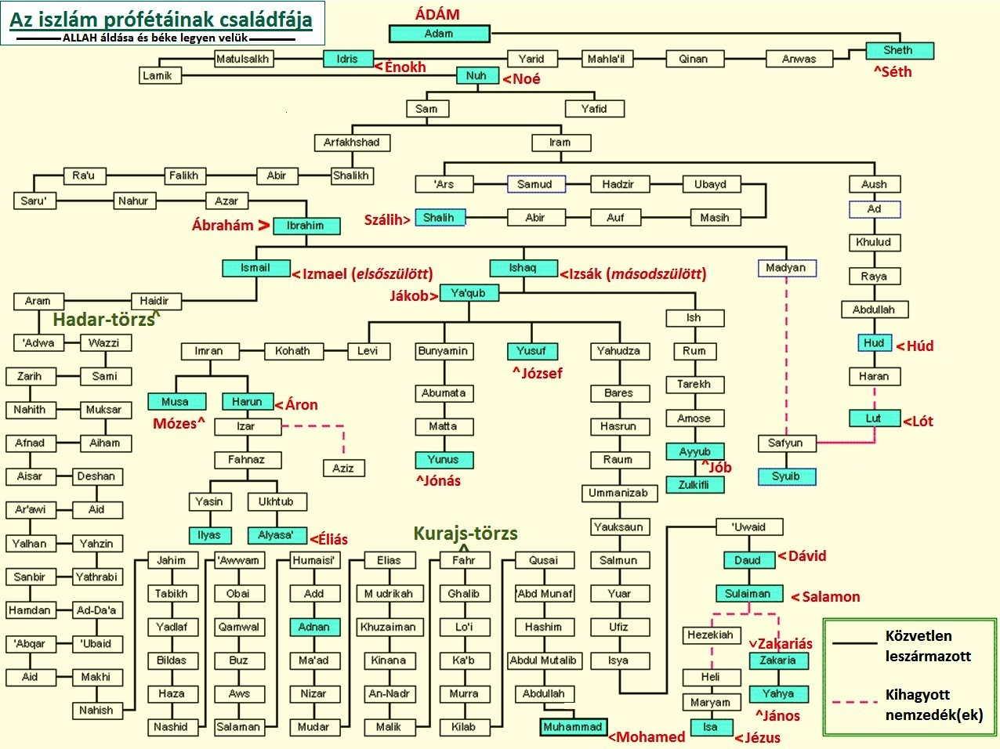 Az iszlám prófétáinak családfája
ALLAH áldása és béke legyen velük
ÁDÁM
Adam
Matulsalkh
Idris
Yarid
Mahla'il
Qinan
Anwas
Sheth
<Énokh
^Séth
Lamik
Nuh
<Noé
Sam
Yafid
Arfakhshad
Iram
Ra'u
Falikh
Abir
Shalikh
'Ars
Samud
Hadzir
Ubayd
Aush
Saru'
Nahur
Azar
Ad
Szálih>
Shalih
Abir
Auf
Masih
Ábrahám >
Ibrahim
Khulud
Ismail
<Izmael (elsőszülött)
Ishaq
<Izsák (másodszülött)
Madyan
Raya
Jákob>
Ya'qub
Aram
Haidir
Abdullah
Hadar-törzs^
Ish
'Adwa
Wazzi
Imran
Kohath
Levi
Bunyamin
Yusuf
Yahudza
Rum
Hud
<Húd
^József
Zarih
Sami
Haran
Tarekh
Musa
Harun
<Áron
Abumata
Bares
Nahith
Muksar
Mózes^
Izar
Matta
Hasrun
Amose
Lut
<Lót
Afnad
Aiham
Safyun
Fahnaz
Aziz
Yunus
Raum
Ayyub
^Jób
^Jónás
Zulkifli
Syuib
Aisar
Deshan
Yasin
Ukhtub
Ummanizab
Ar'awi
Aid
Ilyas
Alyasa'
<Éliás
Kurajs-törzs
^
Yauksaun
'Uwaid
Yalhan
Yahzin
Jahim
'Awwam
Humaisi'
Elias
Fahr
Qusai
Salmun
Daud
<Dávid
Sanbir
Yathrabi
Tabikh
Obai
Add
Mudrikah
Ghalib
'Abd Munaf
Yuar
Sulaiman
<Salamon
Hamdan
Ad-Da'a
Yadlaf
Qamwal
Adnan
Khuzaiman
Lo'i
Hashim
Ufiz
Hezekiah
˅Zakariás
'Abqar
'Ubaid
Bildas
Buz
Ma'ad
Kinana
Ka'b
Abdul Mutalib
Isya
Zakaria
Aid
Makhi
Heli
Haza
Aws
Nizar
An-Nadr
Murra
Abdullah
Maryam
Yahya
^János
Nahish
Nashid
Salaman
Mudar
Malik
Kilab
Muhammad
<Mohamed
Isa
<Jézus
Közvetlen
leszármazott
Kihagyott
nemzedék(ek)